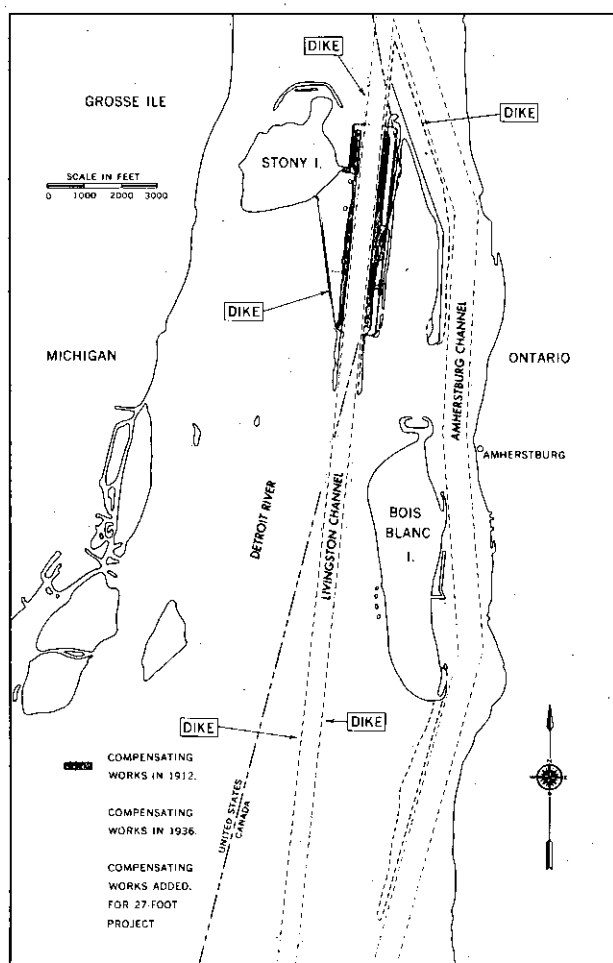 DIKE
GROSSE ILE
DIKE
STONY I.
SCALE IN FEET
0 1000 2000 3000
DIKE
MICHIGAN
ONTARIO
AMHERSTBURG CHANNEL
AMHERSTBURG
BOIS
BLANC
I.
DETROIT RIVER
LIVINGSTON CHANNEL
DIKE
DIKE
COMPENSATING
WORKS IN 1912.
COMPENSATING
WORKS IN 1936.
UNITED STATES
CANADA
COMPENSATING
WORKS ADDED.
FOR 27-FOOT
PROJECT